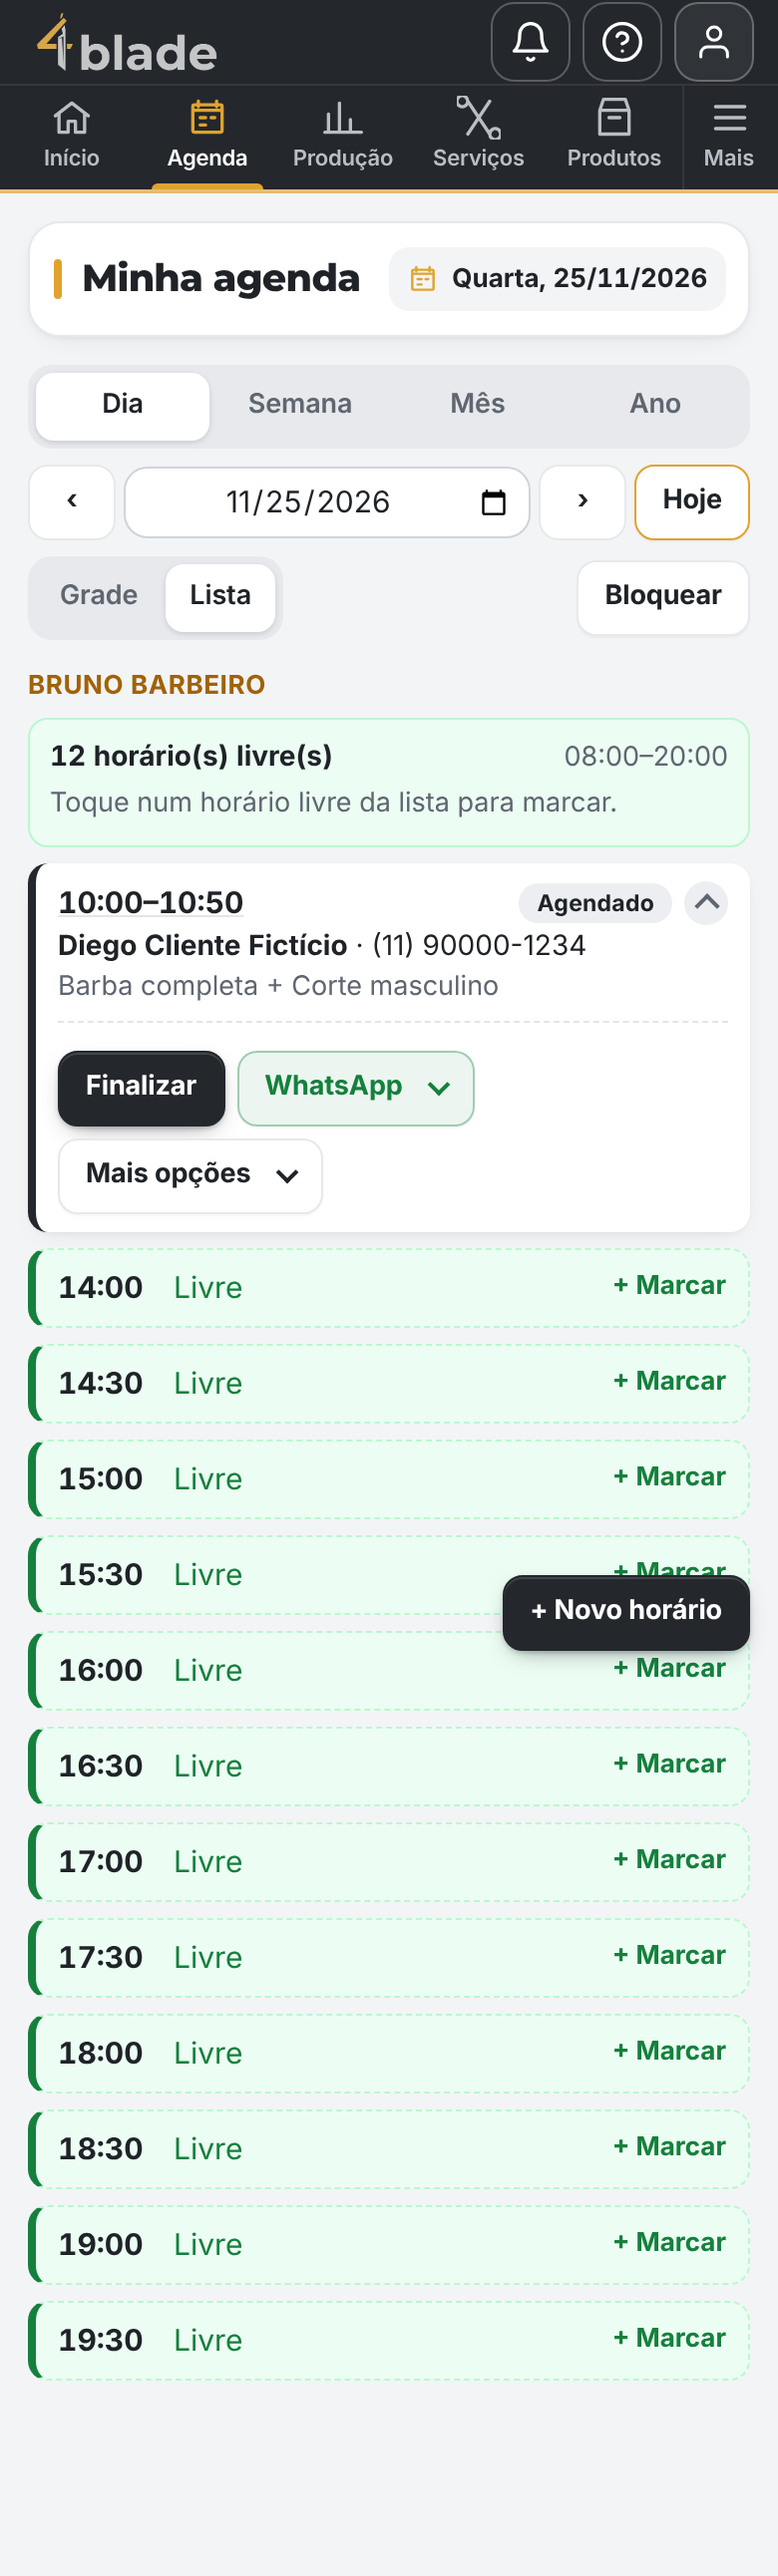 4blade
Início
Agenda
Produção
Serviços
Produtos
Mais
Minha agenda
Quarta, 25/11/2026
Dia
Semana
Mês
Ano
‹
11/25/2026
›
Hoje
Grade
Lista
Bloquear
BRUNO BARBEIRO
12 horário(s) livre(s) 08:00–20:00
Toque num horário livre da lista para marcar.
10:00–10:50 Agendado
Diego Cliente Fictício · (11) 90000-1234
Barba completa + Corte masculino
Finalizar
WhatsApp
Mais opções
14:00 Livre + Marcar
14:30 Livre + Marcar
15:00 Livre + Marcar
15:30 Livre + Marcar
+ Novo horário
16:00 Livre + Marcar
16:30 Livre + Marcar
17:00 Livre + Marcar
17:30 Livre + Marcar
18:00 Livre + Marcar
18:30 Livre + Marcar
19:00 Livre + Marcar
19:30 Livre + Marcar